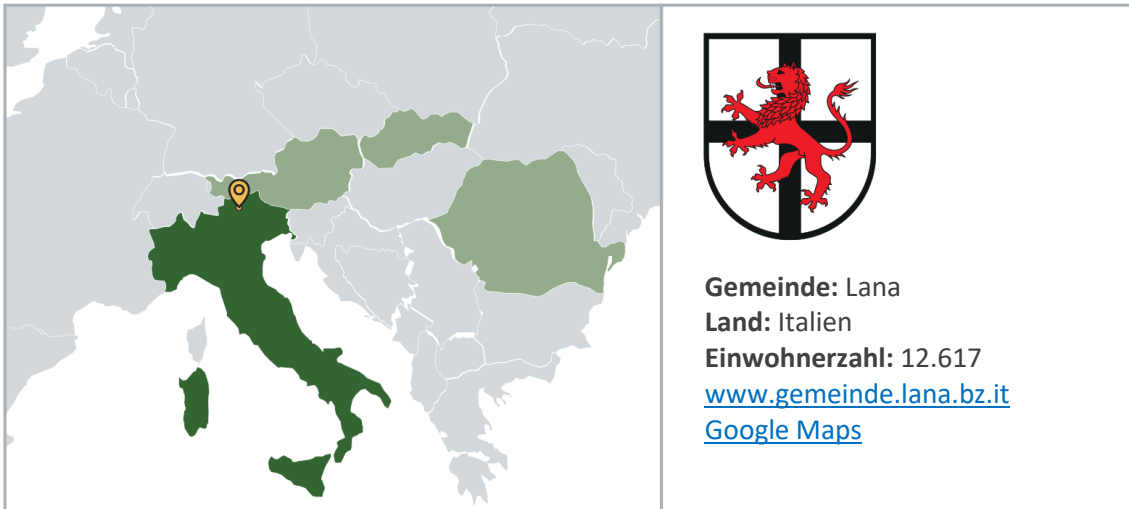 Gemeinde: Lana
Land: Italien
Einwohnerzahl: 12.617
www.gemeinde.lana.bz.it
Google Maps